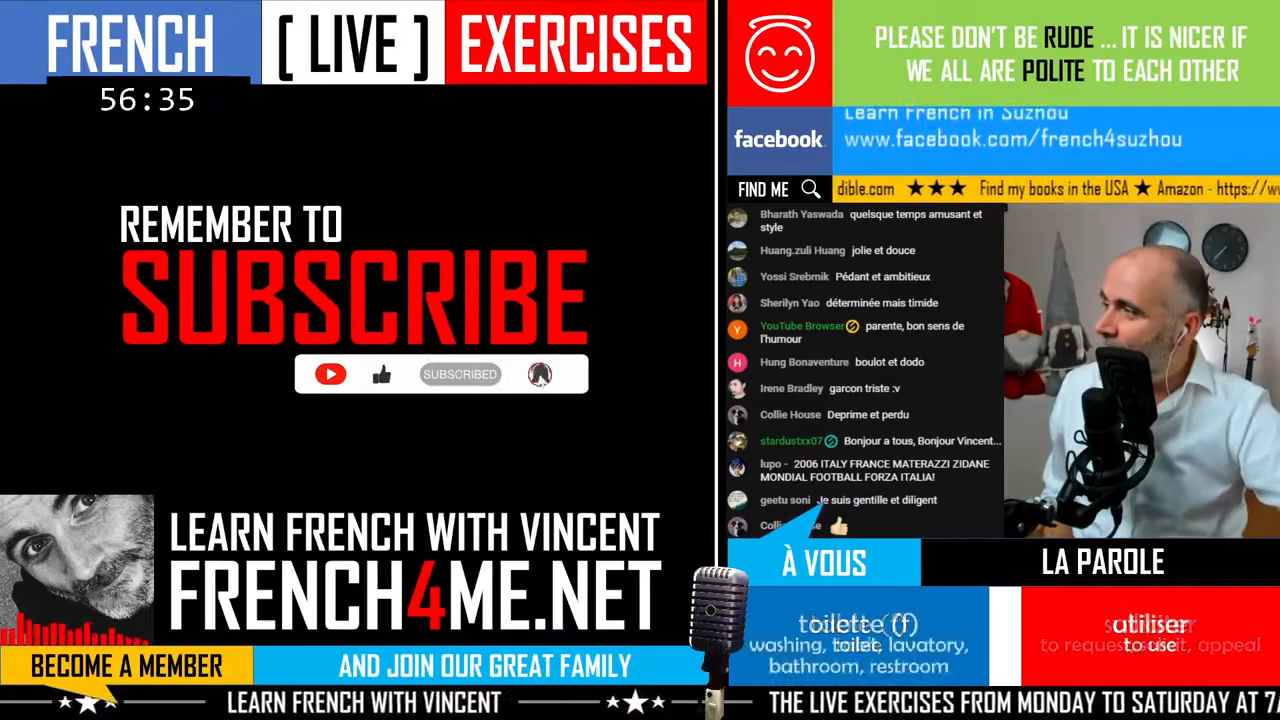 FRENCH [ LIVE ] EXERCISES
56:35
REMEMBER TO
SUBSCRIBE
SUBSCRIBED
LEARN FRENCH WITH VINCENT
FRENCH4ME.NET
BECOME A MEMBER AND JOIN OUR GREAT FAMILY
PLEASE DON'T BE RUDE ... IT IS NICER IF
WE ALL ARE POLITE TO EACH OTHER
facebook.
Learn French in Suzhou
www.facebook.com/french4suzhou
FIND ME
dible.com ★★★ Find my books in the USA ★ Amazon - https://w
Bharath Yaswada quelsque temps amusant et
style
Huang.zuli Huang jolie et douce
Yossi Srebrnik Pédant et ambitieux
Sherilyn Yao déterminée mais timide
YouTube Browser parente, bon sens de
l'humour
Hung Bonaventure boulot et dodo
Irene Bradley garcon triste :v
Collie House Deprime et perdu
stardustxx07 Bonjour a tous, Bonjour Vincent...
lupo - 2006 ITALY FRANCE MATERAZZI ZIDANE
MONDIAL FOOTBALL FORZA ITALIA!
geetu soni Je suis gentille et diligent
À VOUS LA PAROLE
toilette (f)
washing, toilet, lavatory,
bathroom, restroom
utiliser
to use
LEARN FRENCH WITH VINCENT
THE LIVE EXERCISES FROM MONDAY TO SATURDAY AT 7